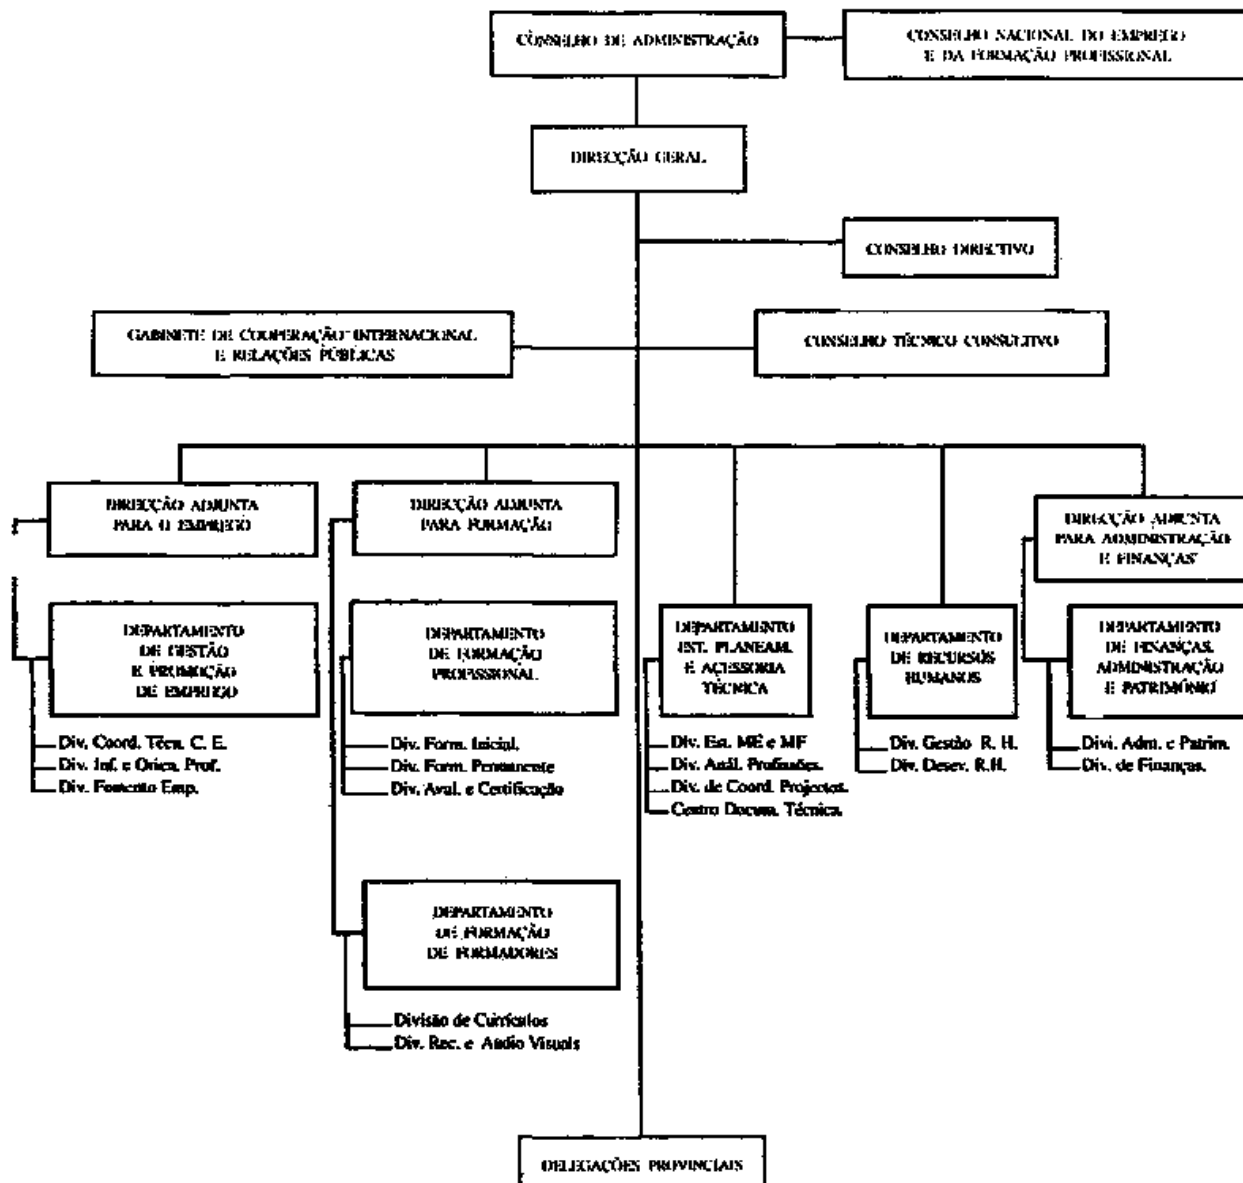 CONSELHO DE ADMINISTRAÇÃO
CONSELHO NACIONAL DO EMPREGO
E DA FORMAÇÃO PROFISSIONAL
DIRECÇÃO GERAL
CONSELHO DIRECTIVO
GABINETE DE COOPERAÇÃO INTERNACIONAL
E RELAÇÕES PÚBLICAS
CONSELHO TÉCNICO CONSULTIVO
DIRECÇÃO ADJUNTA
PARA O EMPREGO
DIRECÇÃO ADJUNTA
PARA FORMAÇÃO
DIRECÇÃO ADJUNTA
PARA ADMINISTRAÇÃO
E FINANÇAS
DEPARTAMENTO
DE GESTÃO
E PROMOÇÃO
DE EMPREGO
DEPARTAMENTO
DE FORMAÇÃO
PROFISSIONAL
DEPARTAMENTO
EST. PLANEAM.
E ACESSORIA
TÉCNICA
DEPARTAMENTO
DE RECURSOS
HUMANOS
DEPARTAMENTO
DE FINANÇAS,
ADMINISTRAÇÃO
E PATRIMÓNIO
Div. Coord. Técn. C. E.
Div. Inf. e Orien. Prof.
Div. Fomento Emp.
Div. Form. Inicial.
Div. Form. Permanente
Div. Aval. e Certificação
Div. Est. ME e MF
Div. Anál. Profissões.
Div. de Coord. Projectos.
Centro Docum. Técnica.
Div. Gestão R. H.
Div. Desev. R.H.
Divi. Adm. e Patrim.
Div. de Finanças.
DEPARTAMENTO
DE FORMAÇÃO
DE FORMADORES
Divisão de Currículos
Div. Rec. e Audio Visuais
DELEGAÇÕES PROVINCIAIS